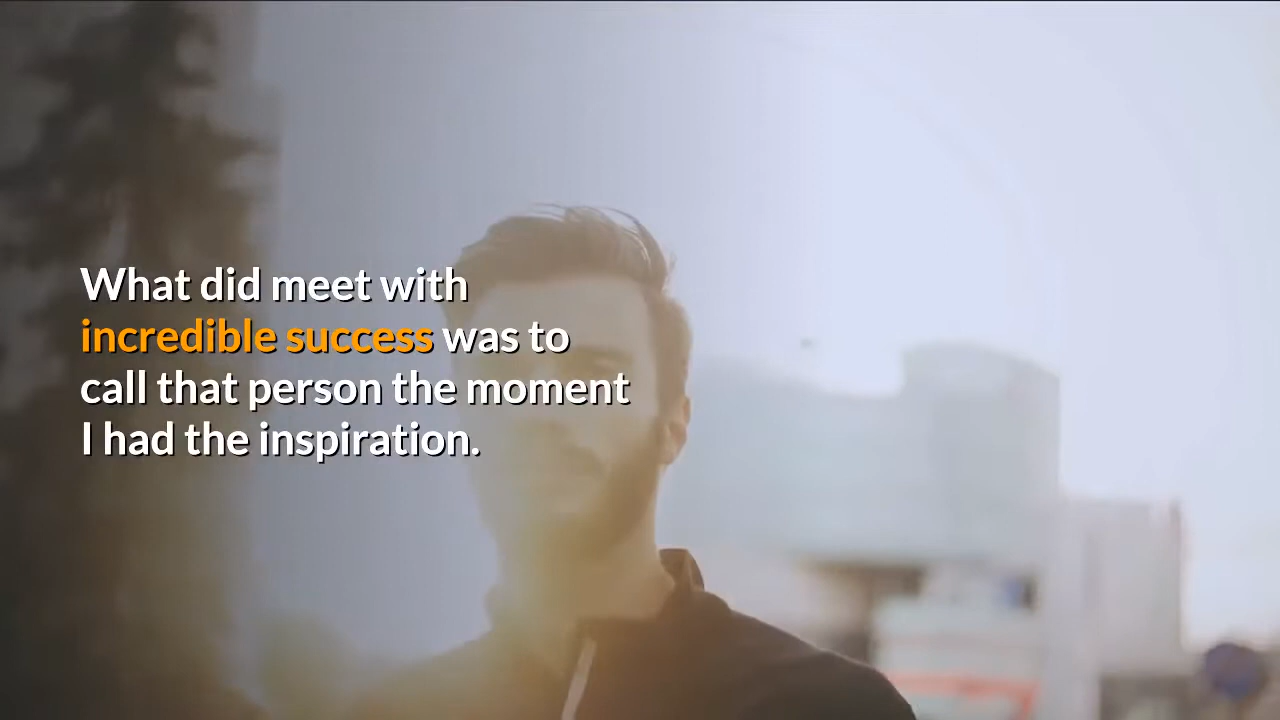 What did meet with
incredible success was to
call that person the moment
I had the inspiration.